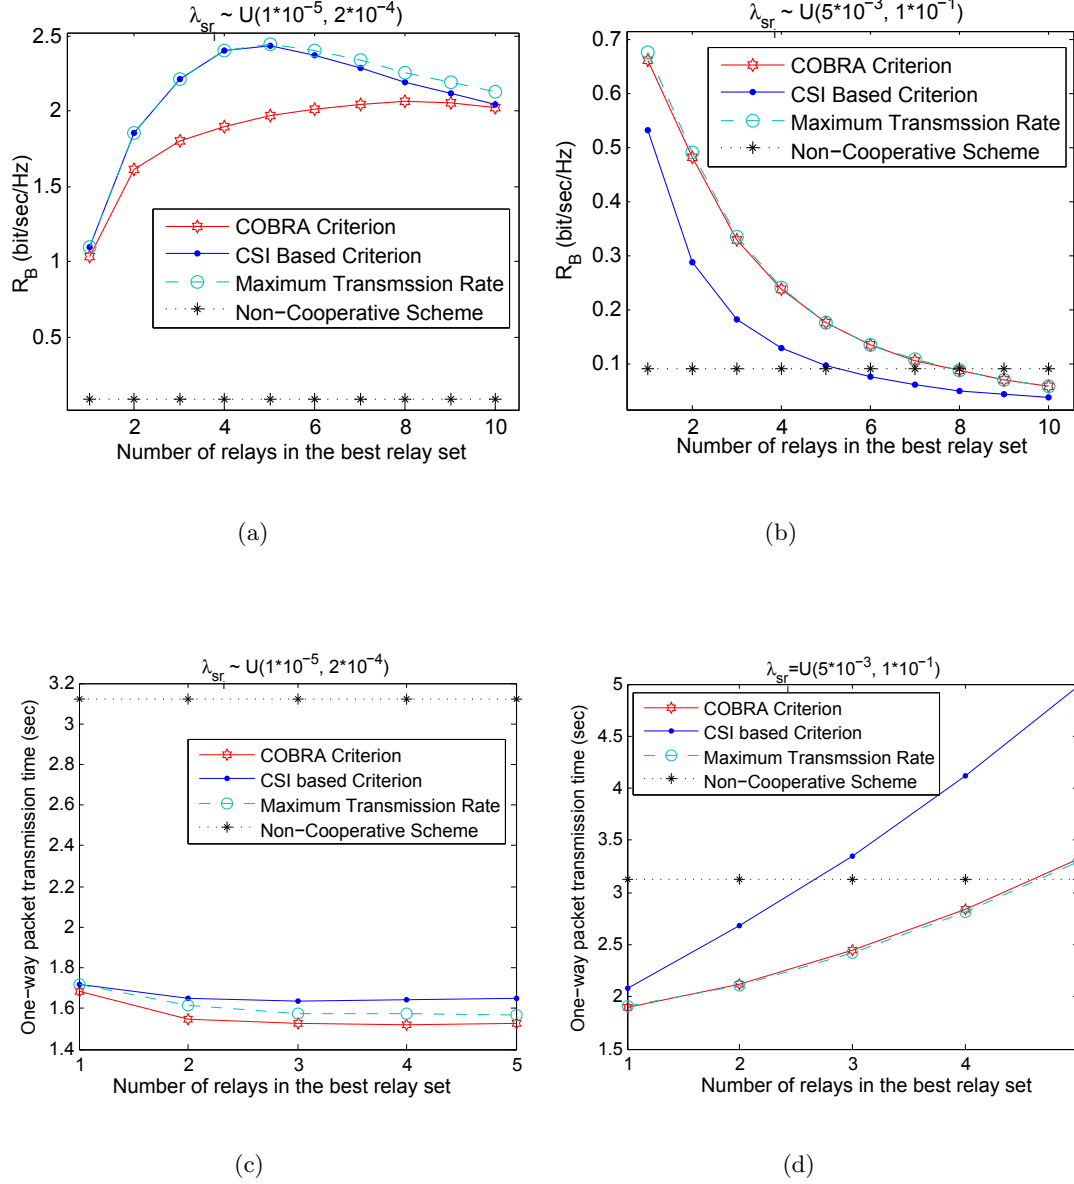 λsr ~ U(1*10−5, 2*10−4)
2.5
2
1.5
1
0.5
R_B (bit/sec/Hz)
COBRA Criterion
CSI Based Criterion
Maximum Transmssion Rate
Non-Cooperative Scheme
2 4 6 8 10
Number of relays in the best relay set
(a)
λsr ~ U(5*10−3, 1*10−1)
0.7
0.6
0.5
0.4
0.3
0.2
0.1
R_B (bit/sec/Hz)
COBRA Criterion
CSI Based Criterion
Maximum Transmssion Rate
Non-Cooperative Scheme
2 4 6 8 10
Number of relays in the best relay set
(b)
λsr ~ U(1*10−5, 2*10−4)
3.2
3
2.8
2.6
2.4
2.2
2
1.8
1.6
1.4
One−way packet transmission time (sec)
COBRA Criterion
CSI based Criterion
Maximum Transmission Rate
Non−Cooperative Scheme
1 2 3 4 5
Number of relays in the best relay set
(c)
λsr=U(5*10−3, 1*10−1)
5
4.5
4
3.5
3
2.5
2
1.5
One−way packet transmission time (sec)
COBRA Criterion
CSI based Criterion
Maximum Transmission Rate
Non−Cooperative Scheme
1 2 3 4
Number of relays in the best relay set
(d)